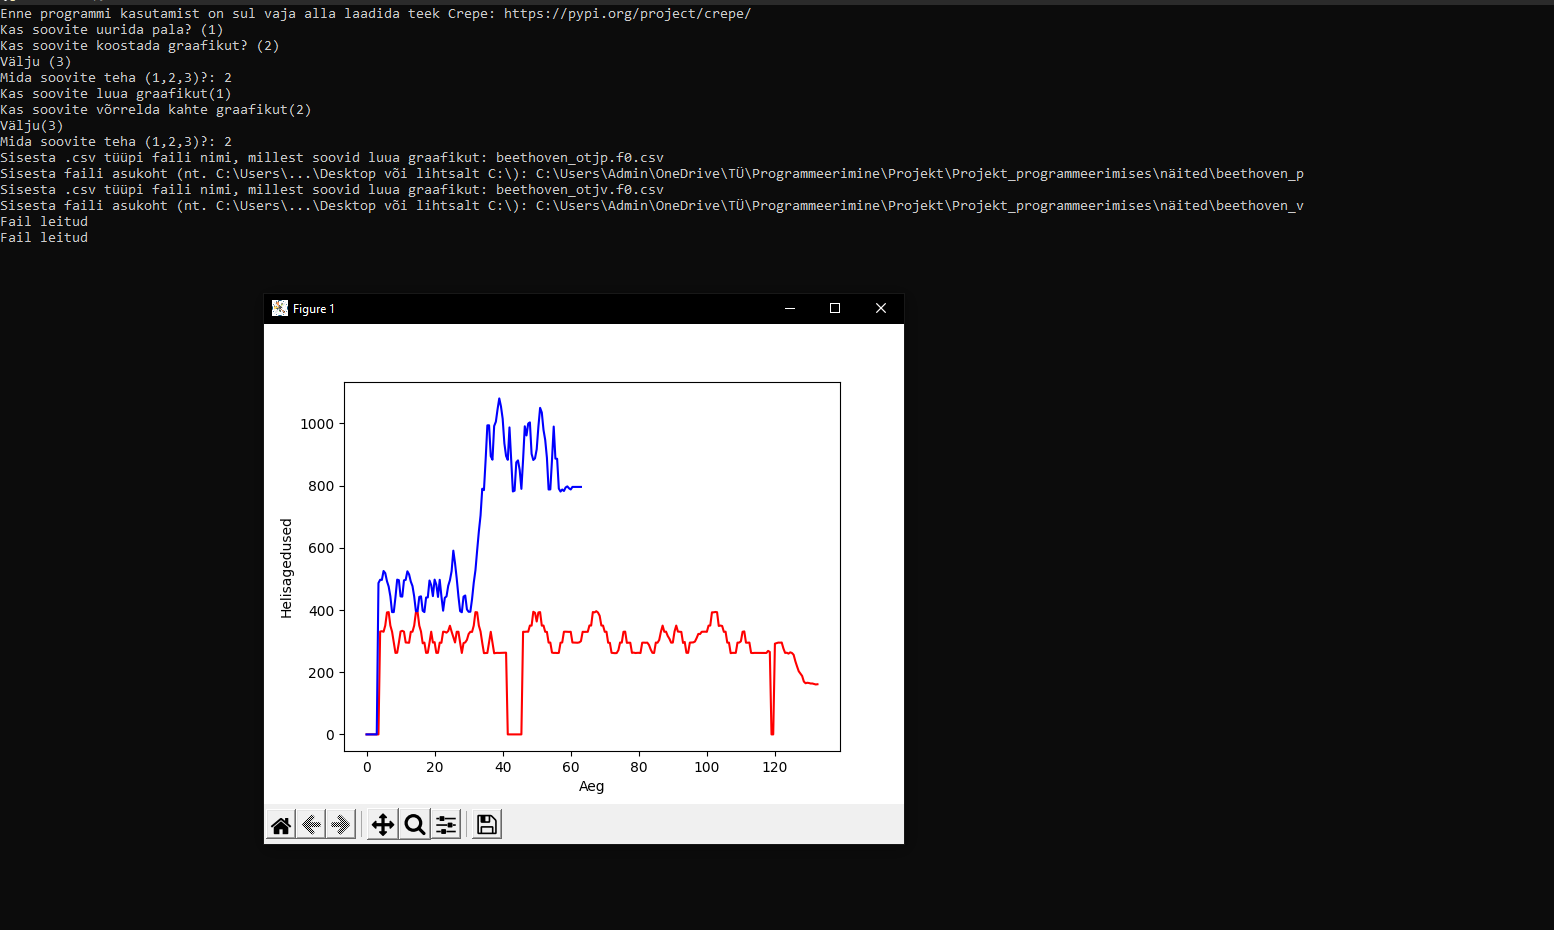 Enne programmi kasutamist on sul vaja alla laadida teek Crepe: https://pypi.org/project/crepe/
Kas soovite uurida pala? (1)
Kas soovite koostada graafikut? (2)
Välju (3)
Mida soovite teha (1,2,3)?: 2
Kas soovite luua graafikut(1)
Kas soovite võrrelda kahte graafikut(2)
Välju(3)
Mida soovite teha (1,2,3)?: 2
Sisesta .csv tüüpi faili nimi, millest soovid luua graafikut: beethoven_otjp.f0.csv
Sisesta faili asukoht (nt. C:\Users\...\Desktop või lihtsalt C:\): C:\Users\Admin\OneDrive\TÜ\Programmeerimine\Projekt\Projekt_programmeerimises\näited\beethoven_p
Sisesta .csv tüüpi faili nimi, millest soovid luua graafikut: beethoven_otjv.f0.csv
Sisesta faili asukoht (nt. C:\Users\...\Desktop või lihtsalt C:\): C:\Users\Admin\OneDrive\TÜ\Programmeerimine\Projekt\Projekt_programmeerimises\näited\beethoven_v
Fail leitud
Fail leitud
Figure 1
1000
800
600
400
200
0
Helisagedused
0 20 40 60 80 100 120
Aeg